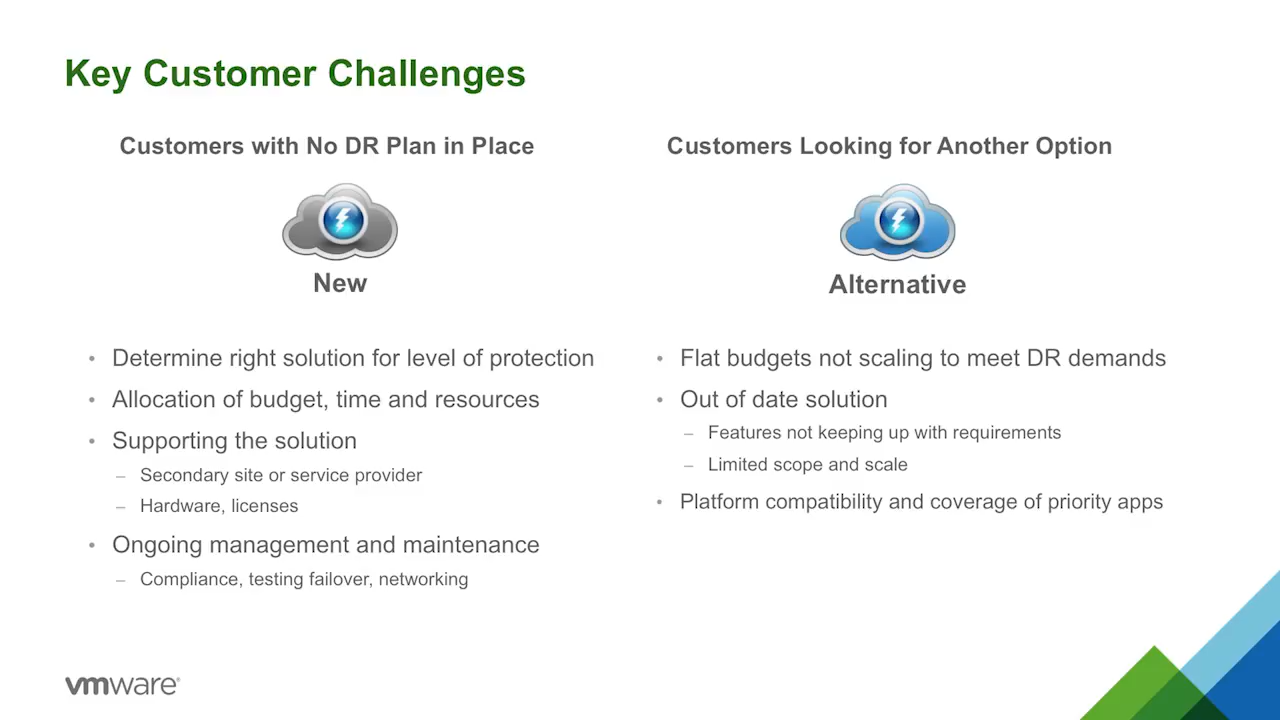 Key Customer Challenges
Customers with No DR Plan in Place
New
• Determine right solution for level of protection
• Allocation of budget, time and resources
• Supporting the solution
– Secondary site or service provider
– Hardware, licenses
• Ongoing management and maintenance
– Compliance, testing failover, networking
Customers Looking for Another Option
Alternative
• Flat budgets not scaling to meet DR demands
• Out of date solution
– Features not keeping up with requirements
– Limited scope and scale
• Platform compatibility and coverage of priority apps
vmware®